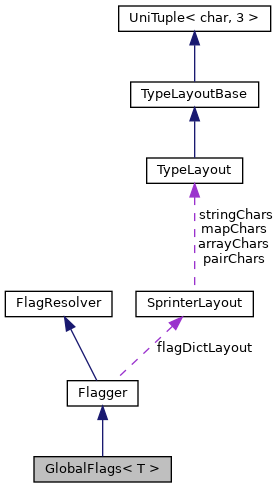 UniTuple< char, 3 >
TypeLayoutBase
TypeLayout
stringChars
mapChars
arrayChars
pairChars
FlagResolver
SprinterLayout
flagDictLayout
Flagger
GlobalFlags< T >